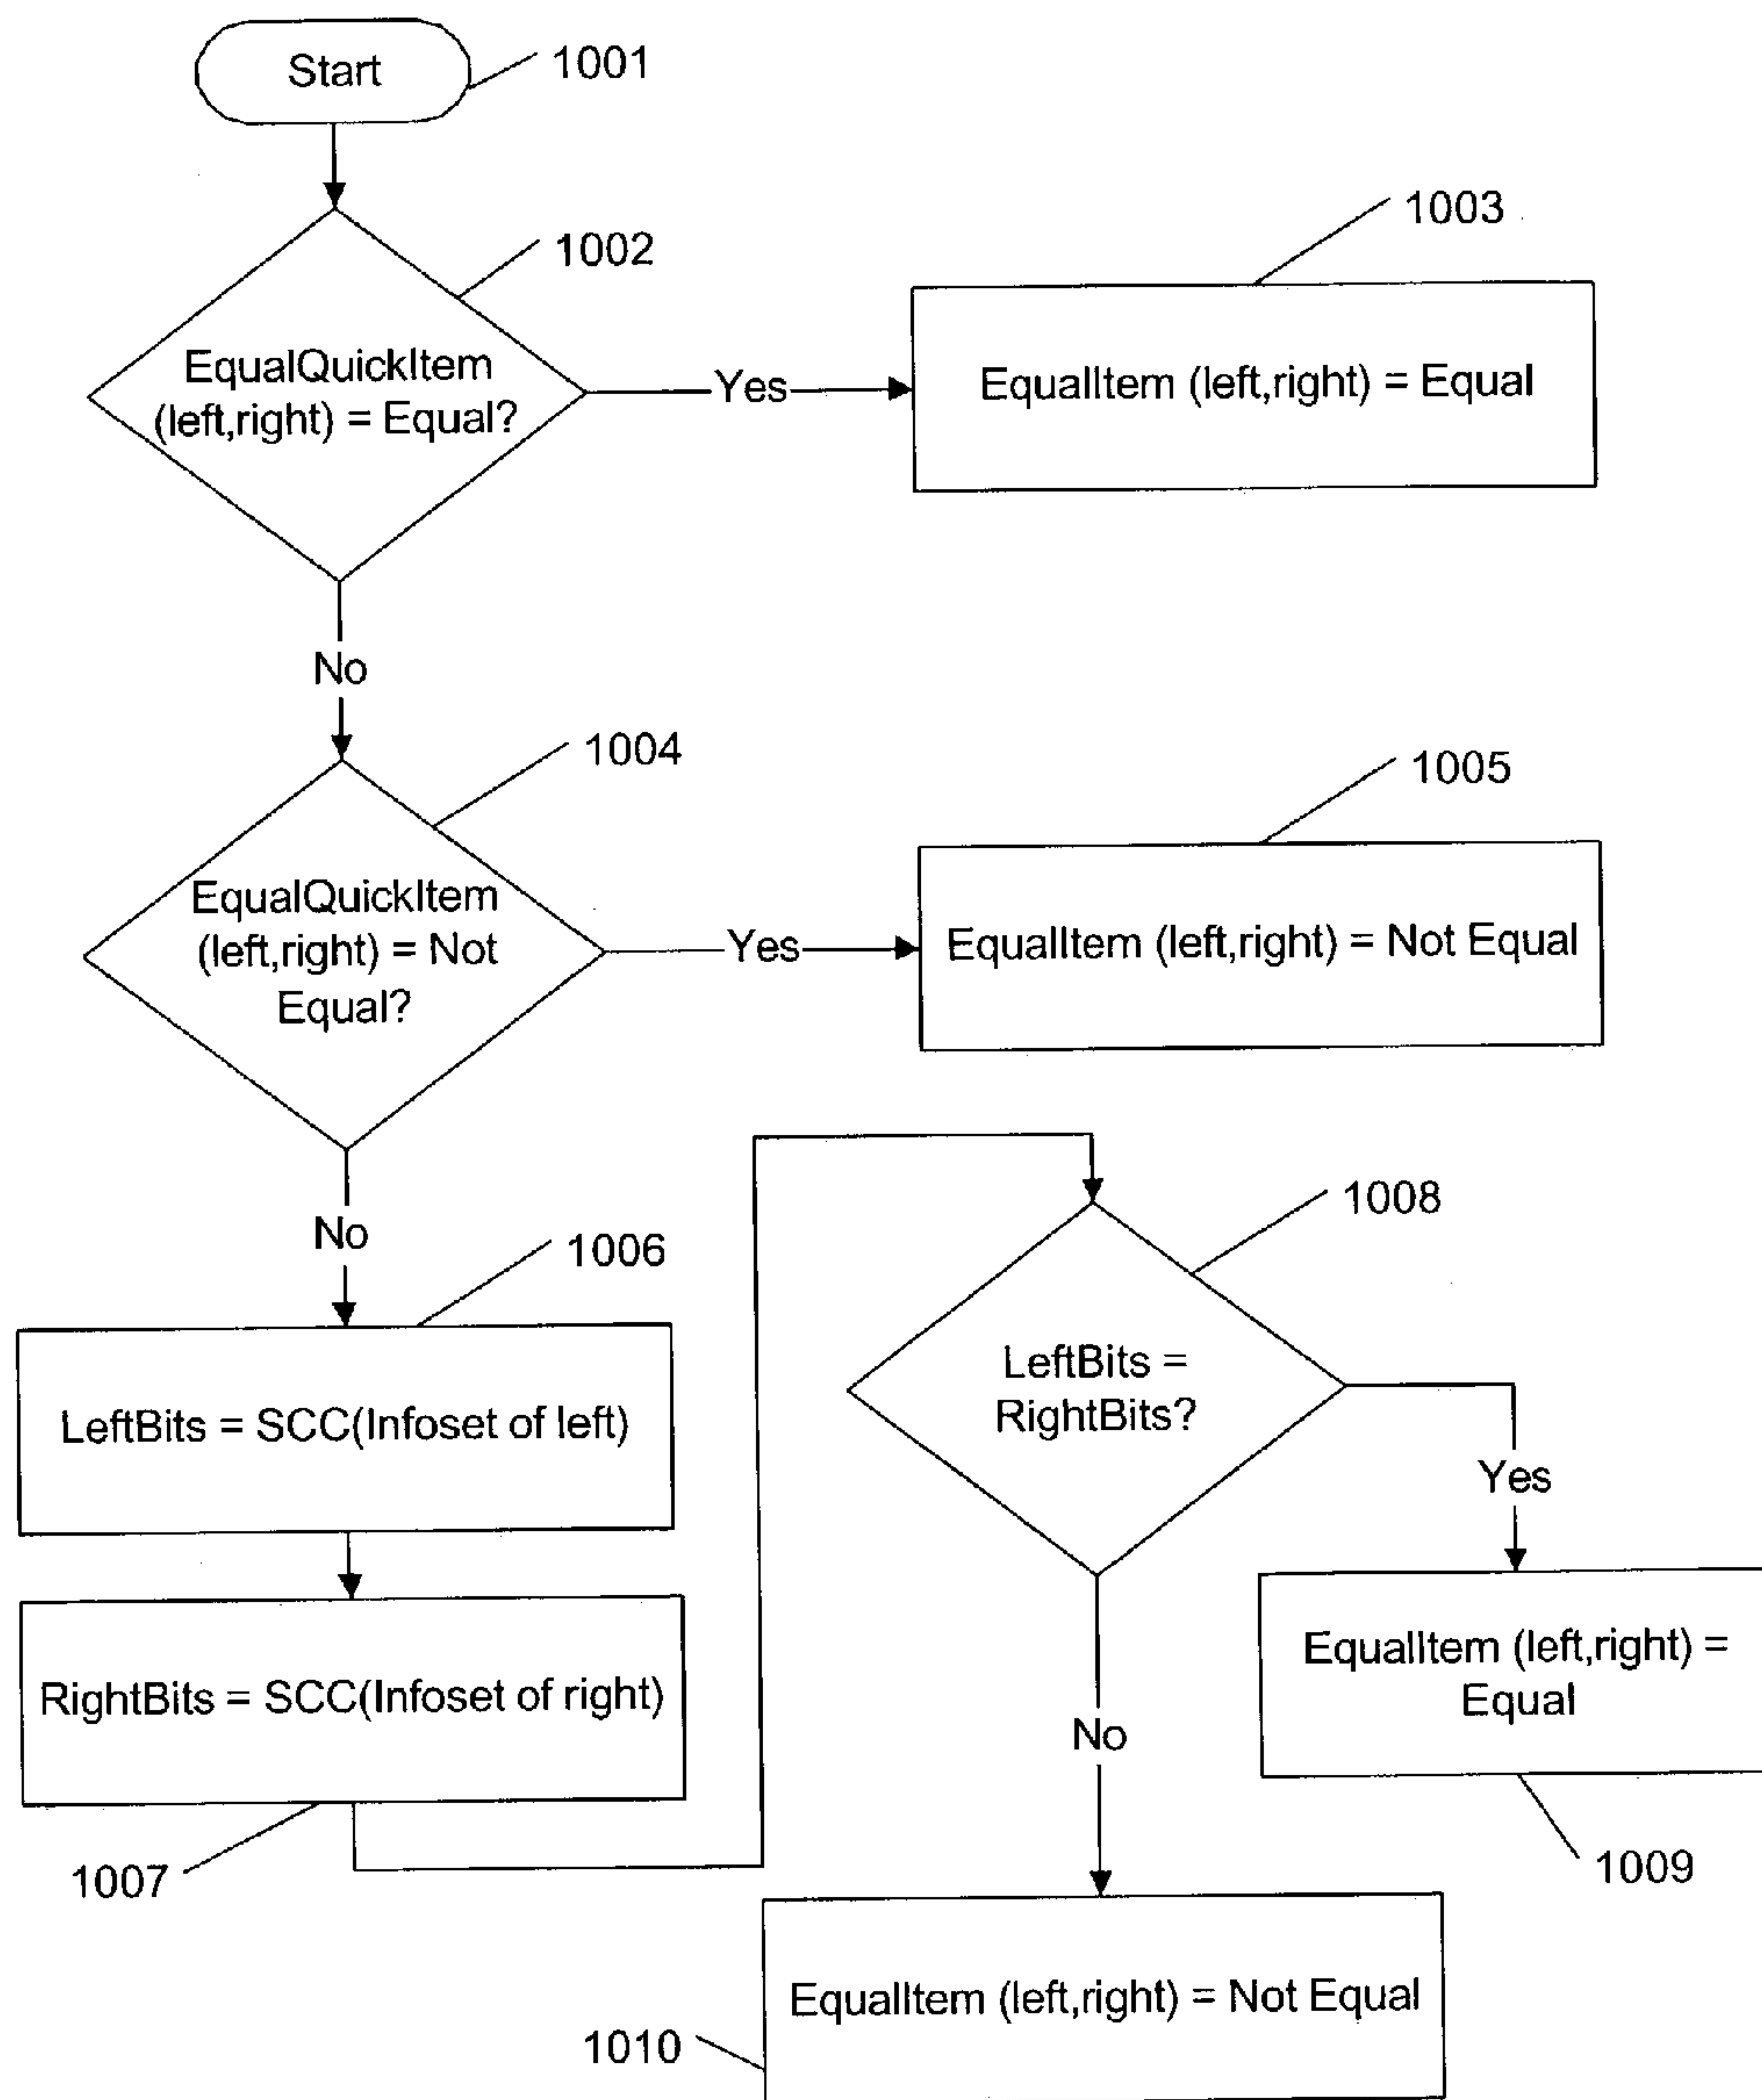 Start
1001
1002
EqualQuickItem
(left,right) = Equal?
Yes
1003
EqualItem (left,right) = Equal
No
1004
EqualQuickItem
(left,right) = Not
Equal?
Yes
1005
EqualItem (left,right) = Not Equal
No
1006
LeftBits = SCC(Infoset of left)
RightBits = SCC(Infoset of right)
1007
1008
LeftBits =
RightBits?
Yes
EqualItem (left,right) =
Equal
1009
No
EqualItem (left,right) = Not Equal
1010